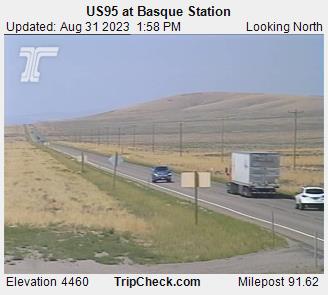 US95 at Basque Station
Updated: Aug 31 2023 1:58 PM Looking North
Elevation 4460 TripCheck.com Milepost 91.62